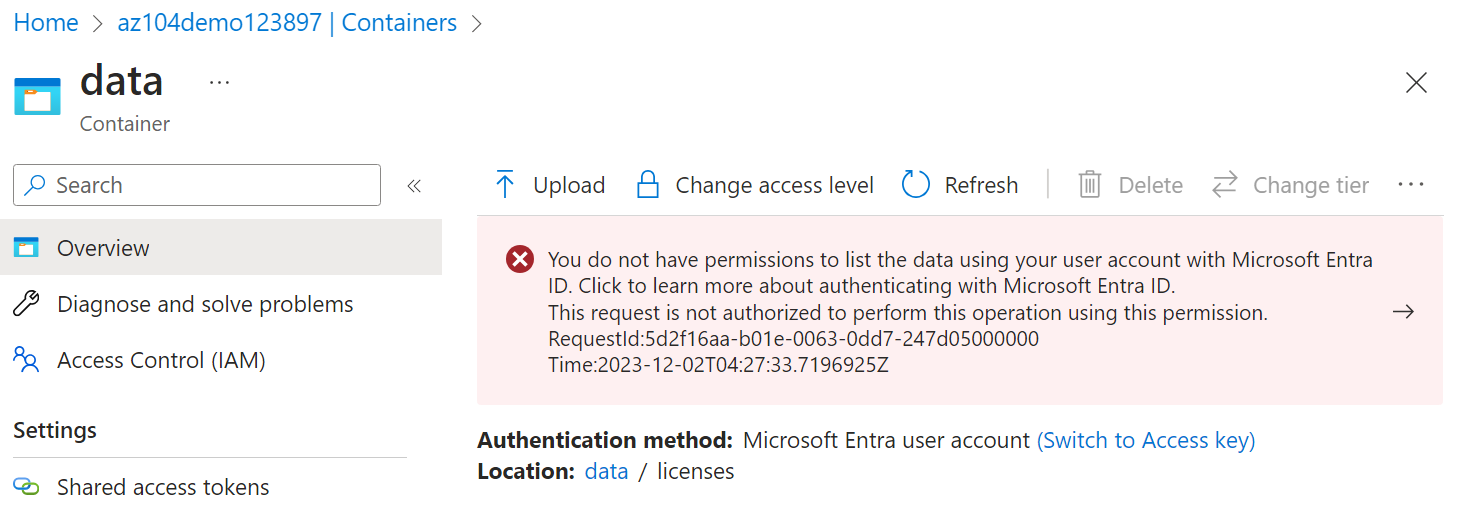 Home > az104demo123897 | Containers >
data ...
Container
Search «
Upload Change access level Refresh Delete Change tier ...
Overview
Diagnose and solve problems
Access Control (IAM)
Settings
Shared access tokens
You do not have permissions to list the data using your user account with Microsoft Entra
ID. Click to learn more about authenticating with Microsoft Entra ID.
This request is not authorized to perform this operation using this permission.
RequestId:5d2f16aa-b01e-0063-0dd7-247d05000000
Time:2023-12-02T04:27:33.7196925Z
Authentication method: Microsoft Entra user account (Switch to Access key)
Location: data / licenses